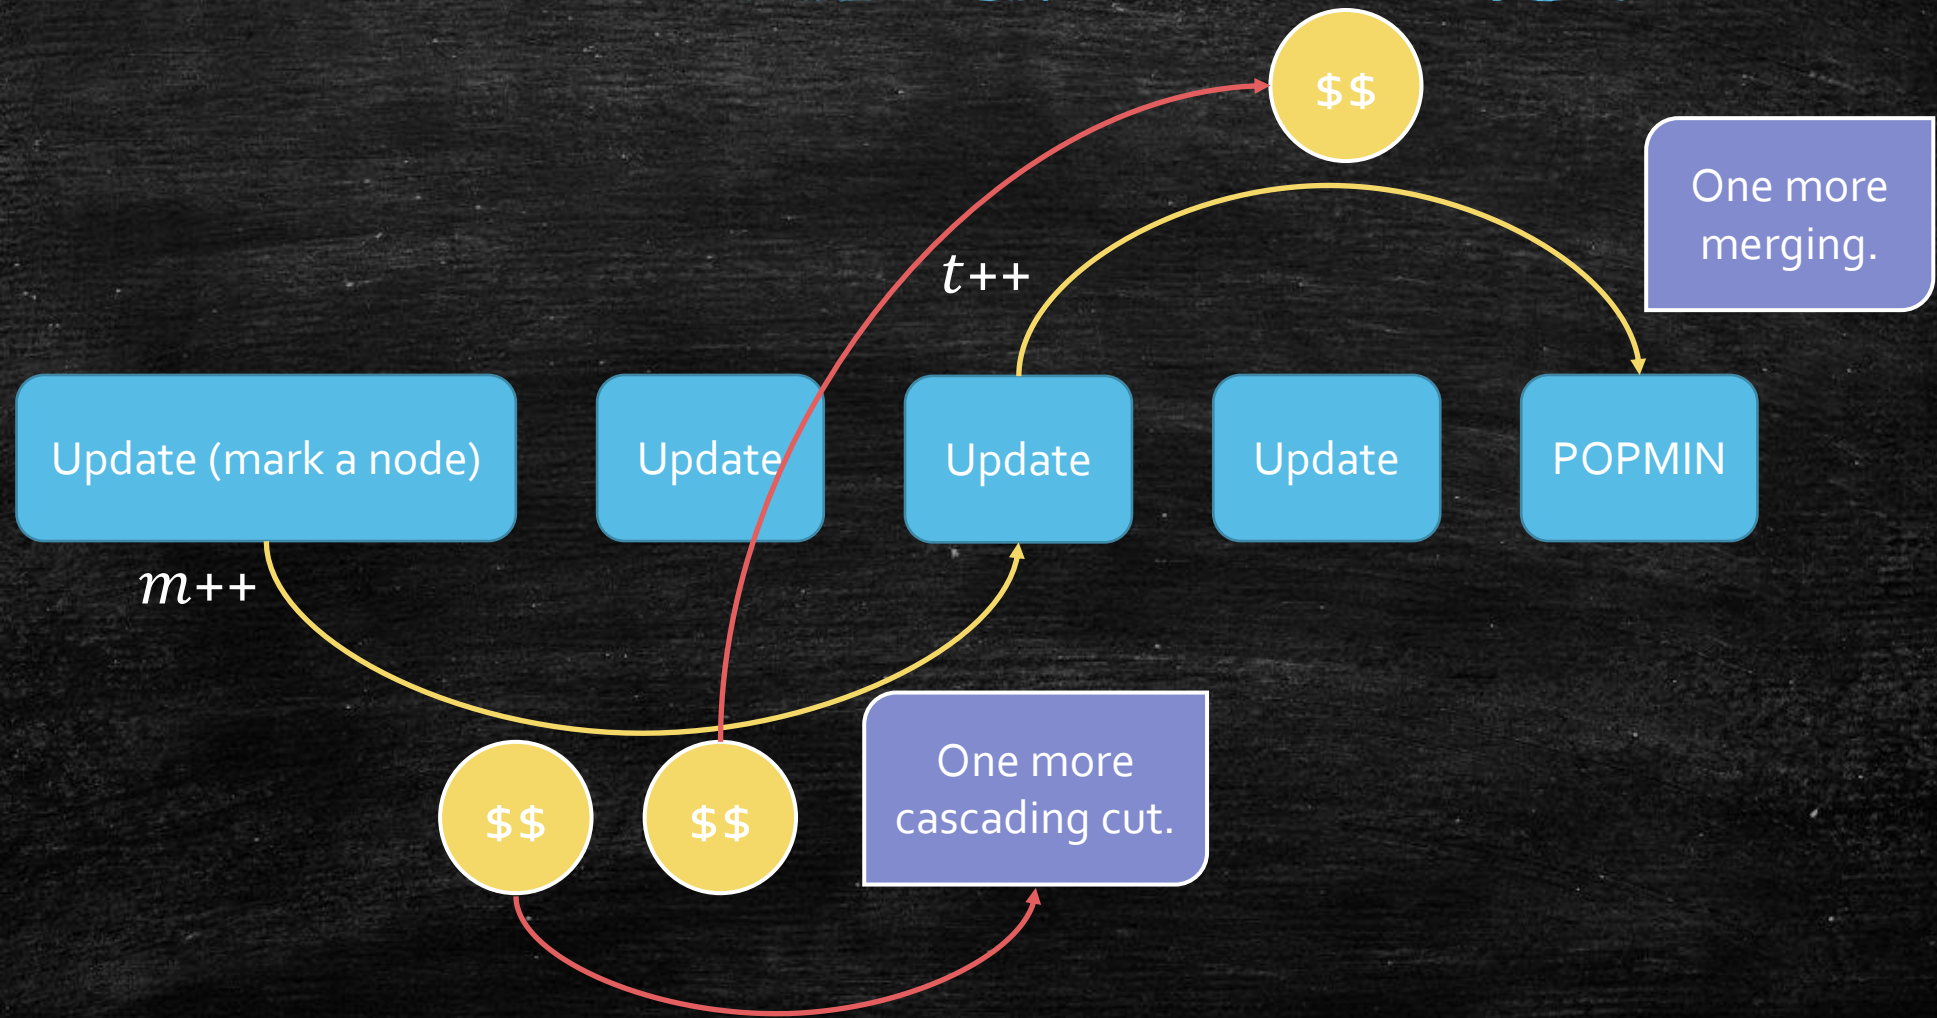 $$
One more
merging.
t++
Update (mark a node)
Update
Update
Update
POPMIN
m++
One more
cascading cut.
$$
$$